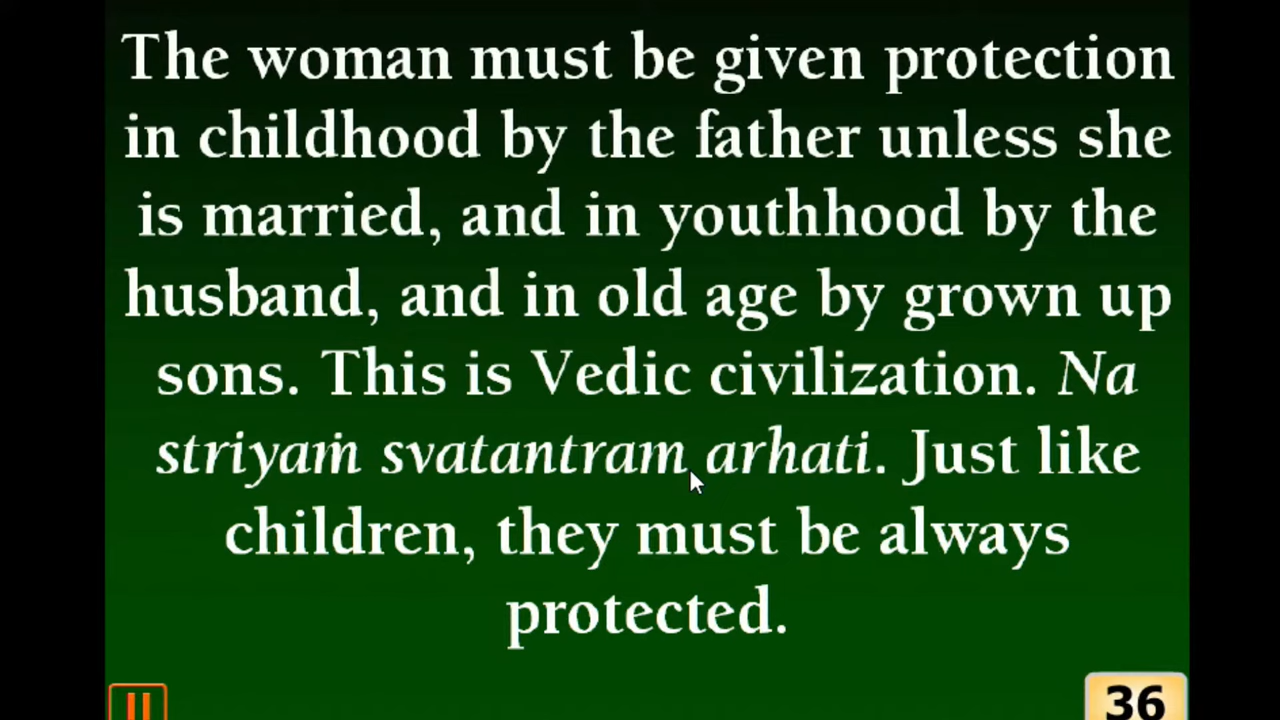 The woman must be given protection
in childhood by the father unless she
is married, and in youthhood by the
husband, and in old age by grown up
sons. This is Vedic civilization. Na
striyaṁ svatantram arhati. Just like
children, they must be always
protected.
36